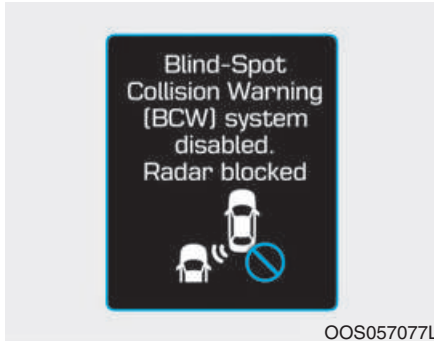 Blind-Spot
Collision Warning
(BCW) system
disabled.
Radar blocked
OOS057077L